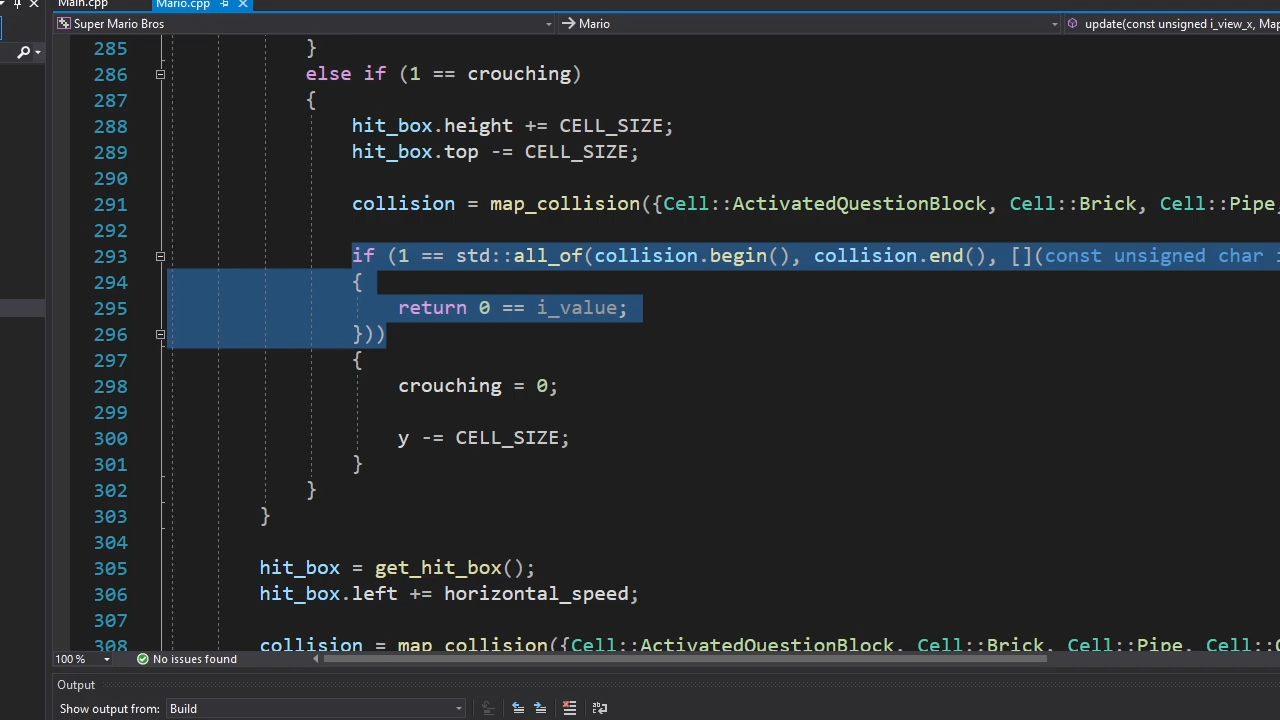 Main.cpp Mario.cpp
Super Mario Bros Mario update(const unsigned i_view_x, Map
285 }
286 else if (1 == crouching)
287 {
288 hit_box.height += CELL_SIZE;
289 hit_box.top -= CELL_SIZE;
290
291 collision = map_collision({Cell::ActivatedQuestionBlock, Cell::Brick, Cell::Pipe,
292
293 if (1 == std::all_of(collision.begin(), collision.end(), [](const unsigned char i
294 {
295 return 0 == i_value;
296 }))
297 {
298 crouching = 0;
299
300 y -= CELL_SIZE;
301 }
302 }
303 }
304
305 hit_box = get_hit_box();
306 hit_box.left += horizontal_speed;
307
308 collision = map_collision({Cell::ActivatedQuestionBlock, Cell::Brick, Cell::Pipe, Cell::
100 % No issues found
Output
Show output from: Build